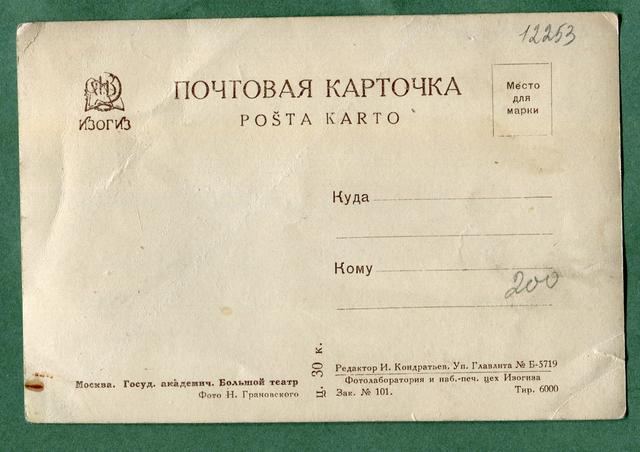 12253
ИЗОГИЗ
ПОЧТОВАЯ КАРТОЧКА
POŠTA KARTO
Место
для
марки
Куда
Кому
200
Москва. Госуд. академич. Большой театр
Фото Н. Грановского
Ц. 30 к.
Редактор И. Кондратьев. Уп. Главлита № Б-5719
Фотолаборатория и наб.-печ. цех Изогиза
Зак. № 101. Тир. 6000